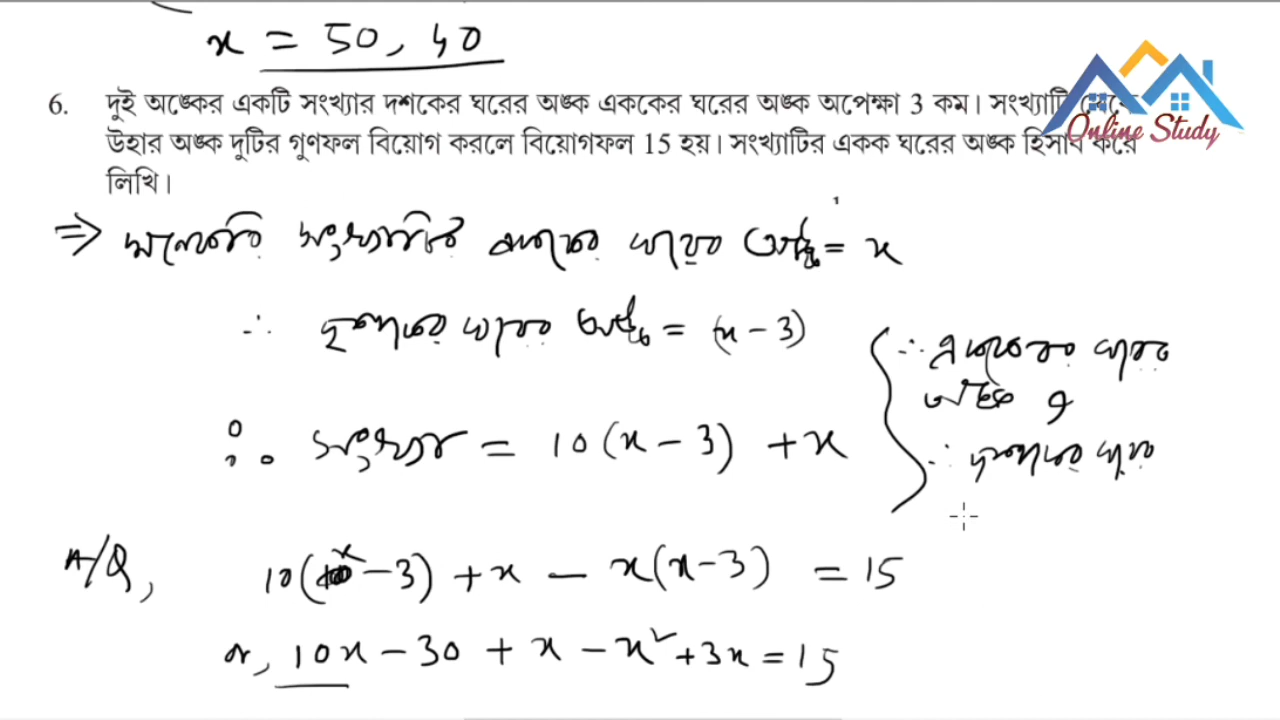 x = 50, 40
6. দুই অঙ্কের একটি সংখ্যার দশকের ঘরের অঙ্ক এককের ঘরের অঙ্ক অপেক্ষা 3 কম। সংখ্যাটি থেকে
Online Study
উহার অঙ্ক দুটির গুণফল বিয়োগ করলে বিয়োগফল 15 হয়। সংখ্যাটির একক ঘরের অঙ্ক হিসাব করে
লিখি।
⇒ মনেকরি সংখ্যাটির এককের ঘরের অঙ্ক = x
∴ দশকের ঘরের অঙ্ক = (x - 3)
∴ সংখ্যা = 10(x - 3) + x
∴ এককের ঘরের
অঙ্ক 9
∴ দশকের ঘরে
A/Q, 10(x - 3) + x - x(x - 3) = 15
বা, 10x - 30 + x - x² + 3x = 15